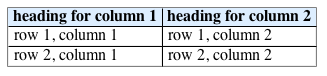 heading for column 1 heading for column 2
row 1, column 1 row 1, column 2
row 2, column 1 row 2, column 2